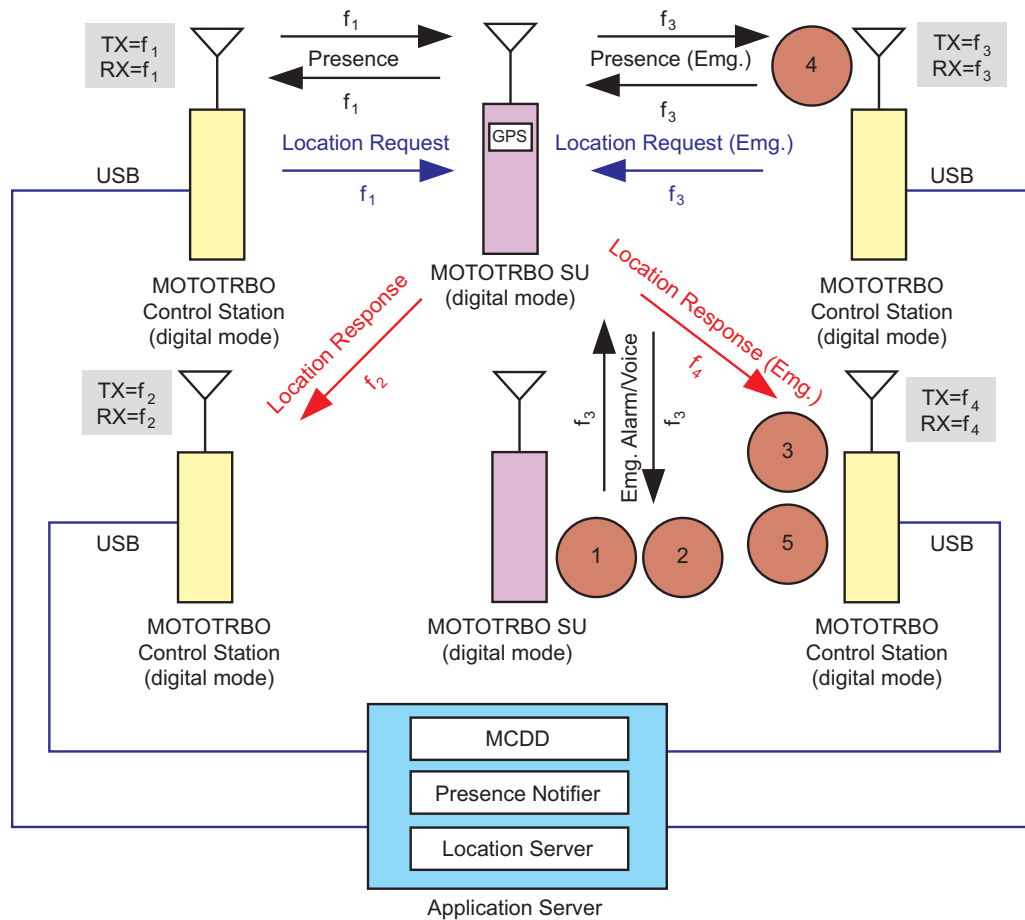 TX=f1
RX=f1
f1
Presence
f1
f3
Presence (Emg.)
f3
4
TX=f3
RX=f3
GPS
Location Request
f1
Location Request (Emg.)
f3
USB
USB
MOTOTRBO
Control Station
(digital mode)
MOTOTRBO SU
(digital mode)
MOTOTRBO
Control Station
(digital mode)
Location Response
f2
Location Response (Emg.)
f4
TX=f2
RX=f2
f3
Emg. Alarm/Voice
f3
TX=f4
RX=f4
3
USB
1
2
5
USB
MOTOTRBO
Control Station
(digital mode)
MOTOTRBO SU
(digital mode)
MOTOTRBO
Control Station
(digital mode)
MCDD
Presence Notifier
Location Server
Application Server